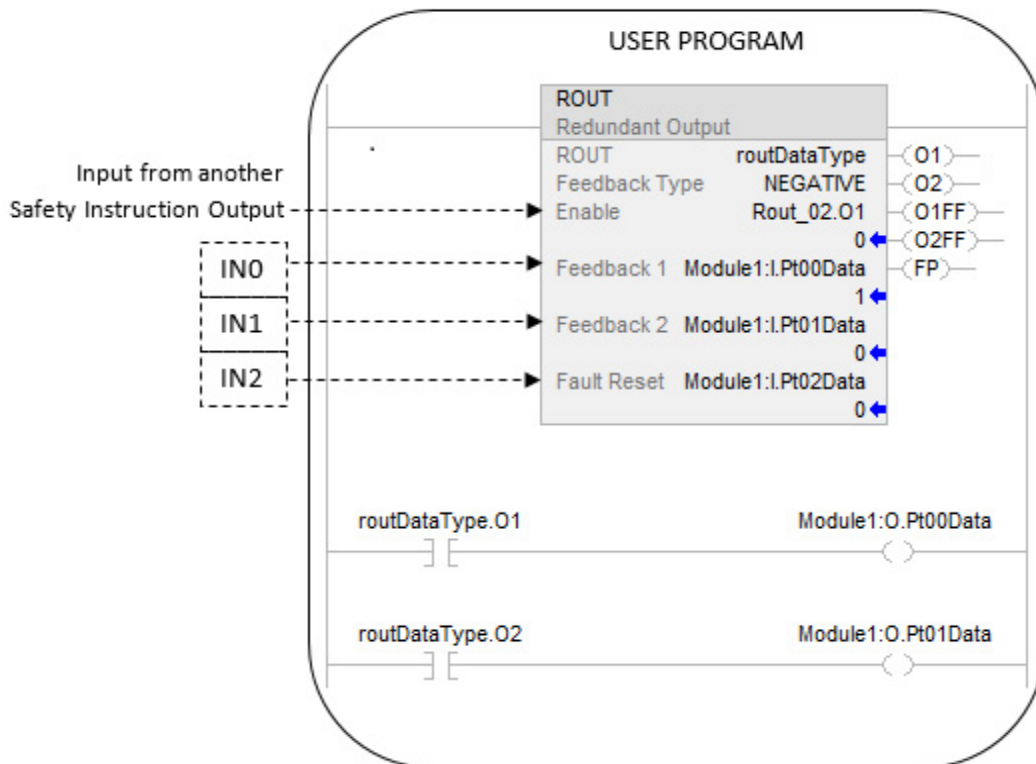 USER PROGRAM
ROUT
Redundant Output
ROUT routDataType (O1)
Feedback Type NEGATIVE (O2)
Input from another
Safety Instruction Output
Enable Rout_02.O1 (O1FF)
0 (O2FF)
IN0
Feedback 1 Module1:I.Pt00Data (FP)
1
IN1
Feedback 2 Module1:I.Pt01Data
0
IN2
Fault Reset Module1:I.Pt02Data
0
routDataType.O1 Module1:O.Pt00Data
routDataType.O2 Module1:O.Pt01Data